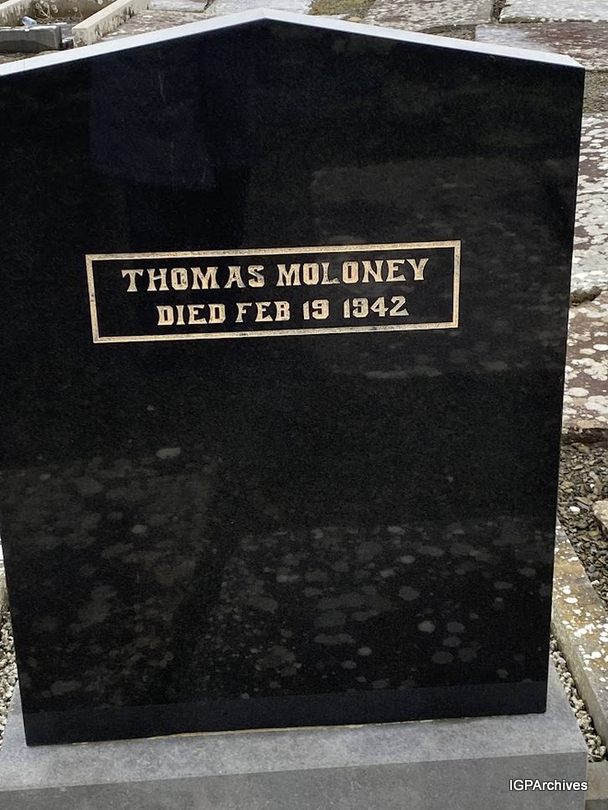 THOMAS MOLONEY
DIED FEB 19 1942
IGPArchives